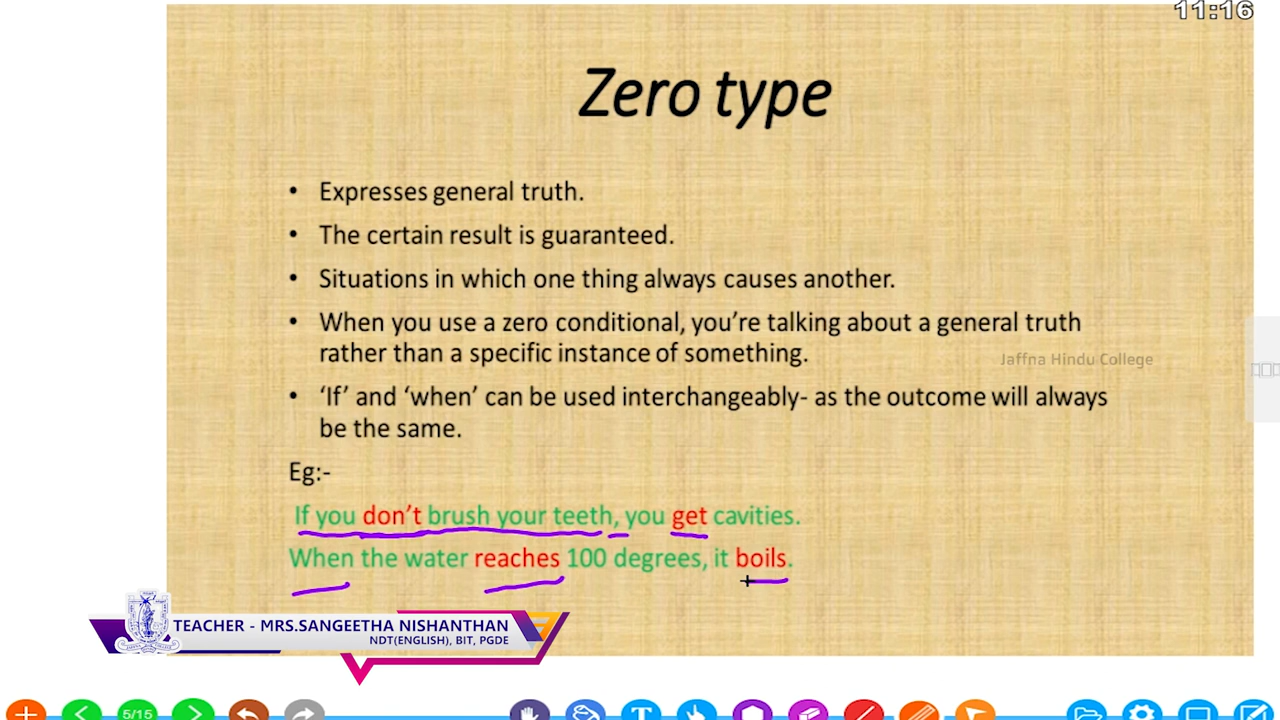 11:16
Zero type
• Expresses general truth.
• The certain result is guaranteed.
• Situations in which one thing always causes another.
• When you use a zero conditional, you’re talking about a general truth
rather than a specific instance of something.
Jaffna Hindu College
• ‘If’ and ‘when’ can be used interchangeably- as the outcome will always
be the same.
Eg:-
If you don’t brush your teeth, you get cavities.
When the water reaches 100 degrees, it boils.
TEACHER - MRS.SANGEETHA NISHANTHAN
NDT(ENGLISH), BIT, PGDE
5/15